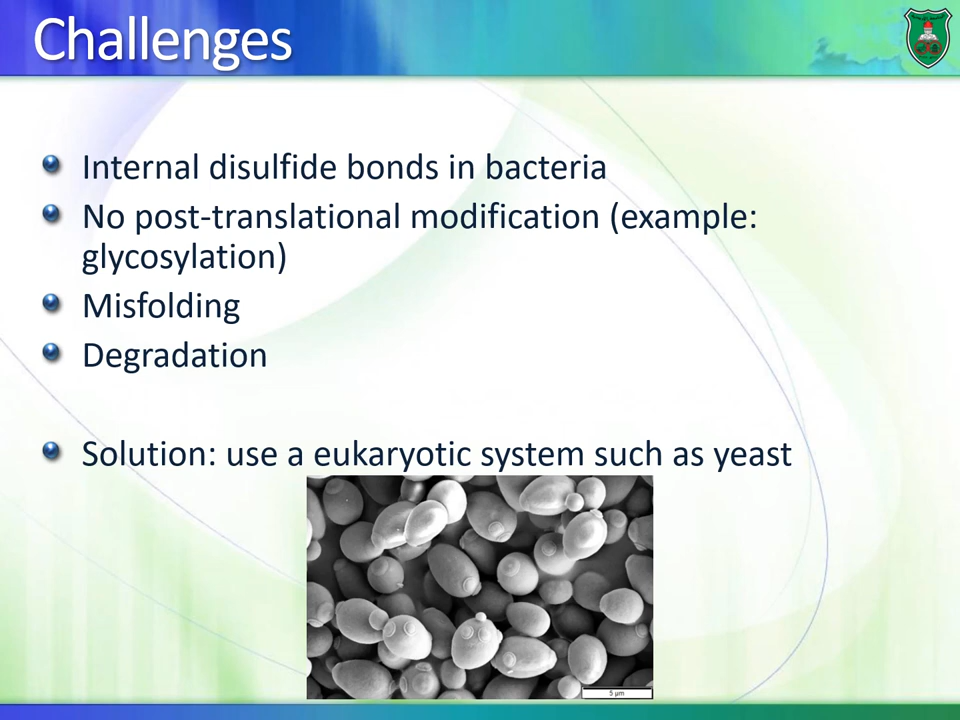 Challenges
Internal disulfide bonds in bacteria
No post-translational modification (example:
glycosylation)
Misfolding
Degradation
Solution: use a eukaryotic system such as yeast
5 µm